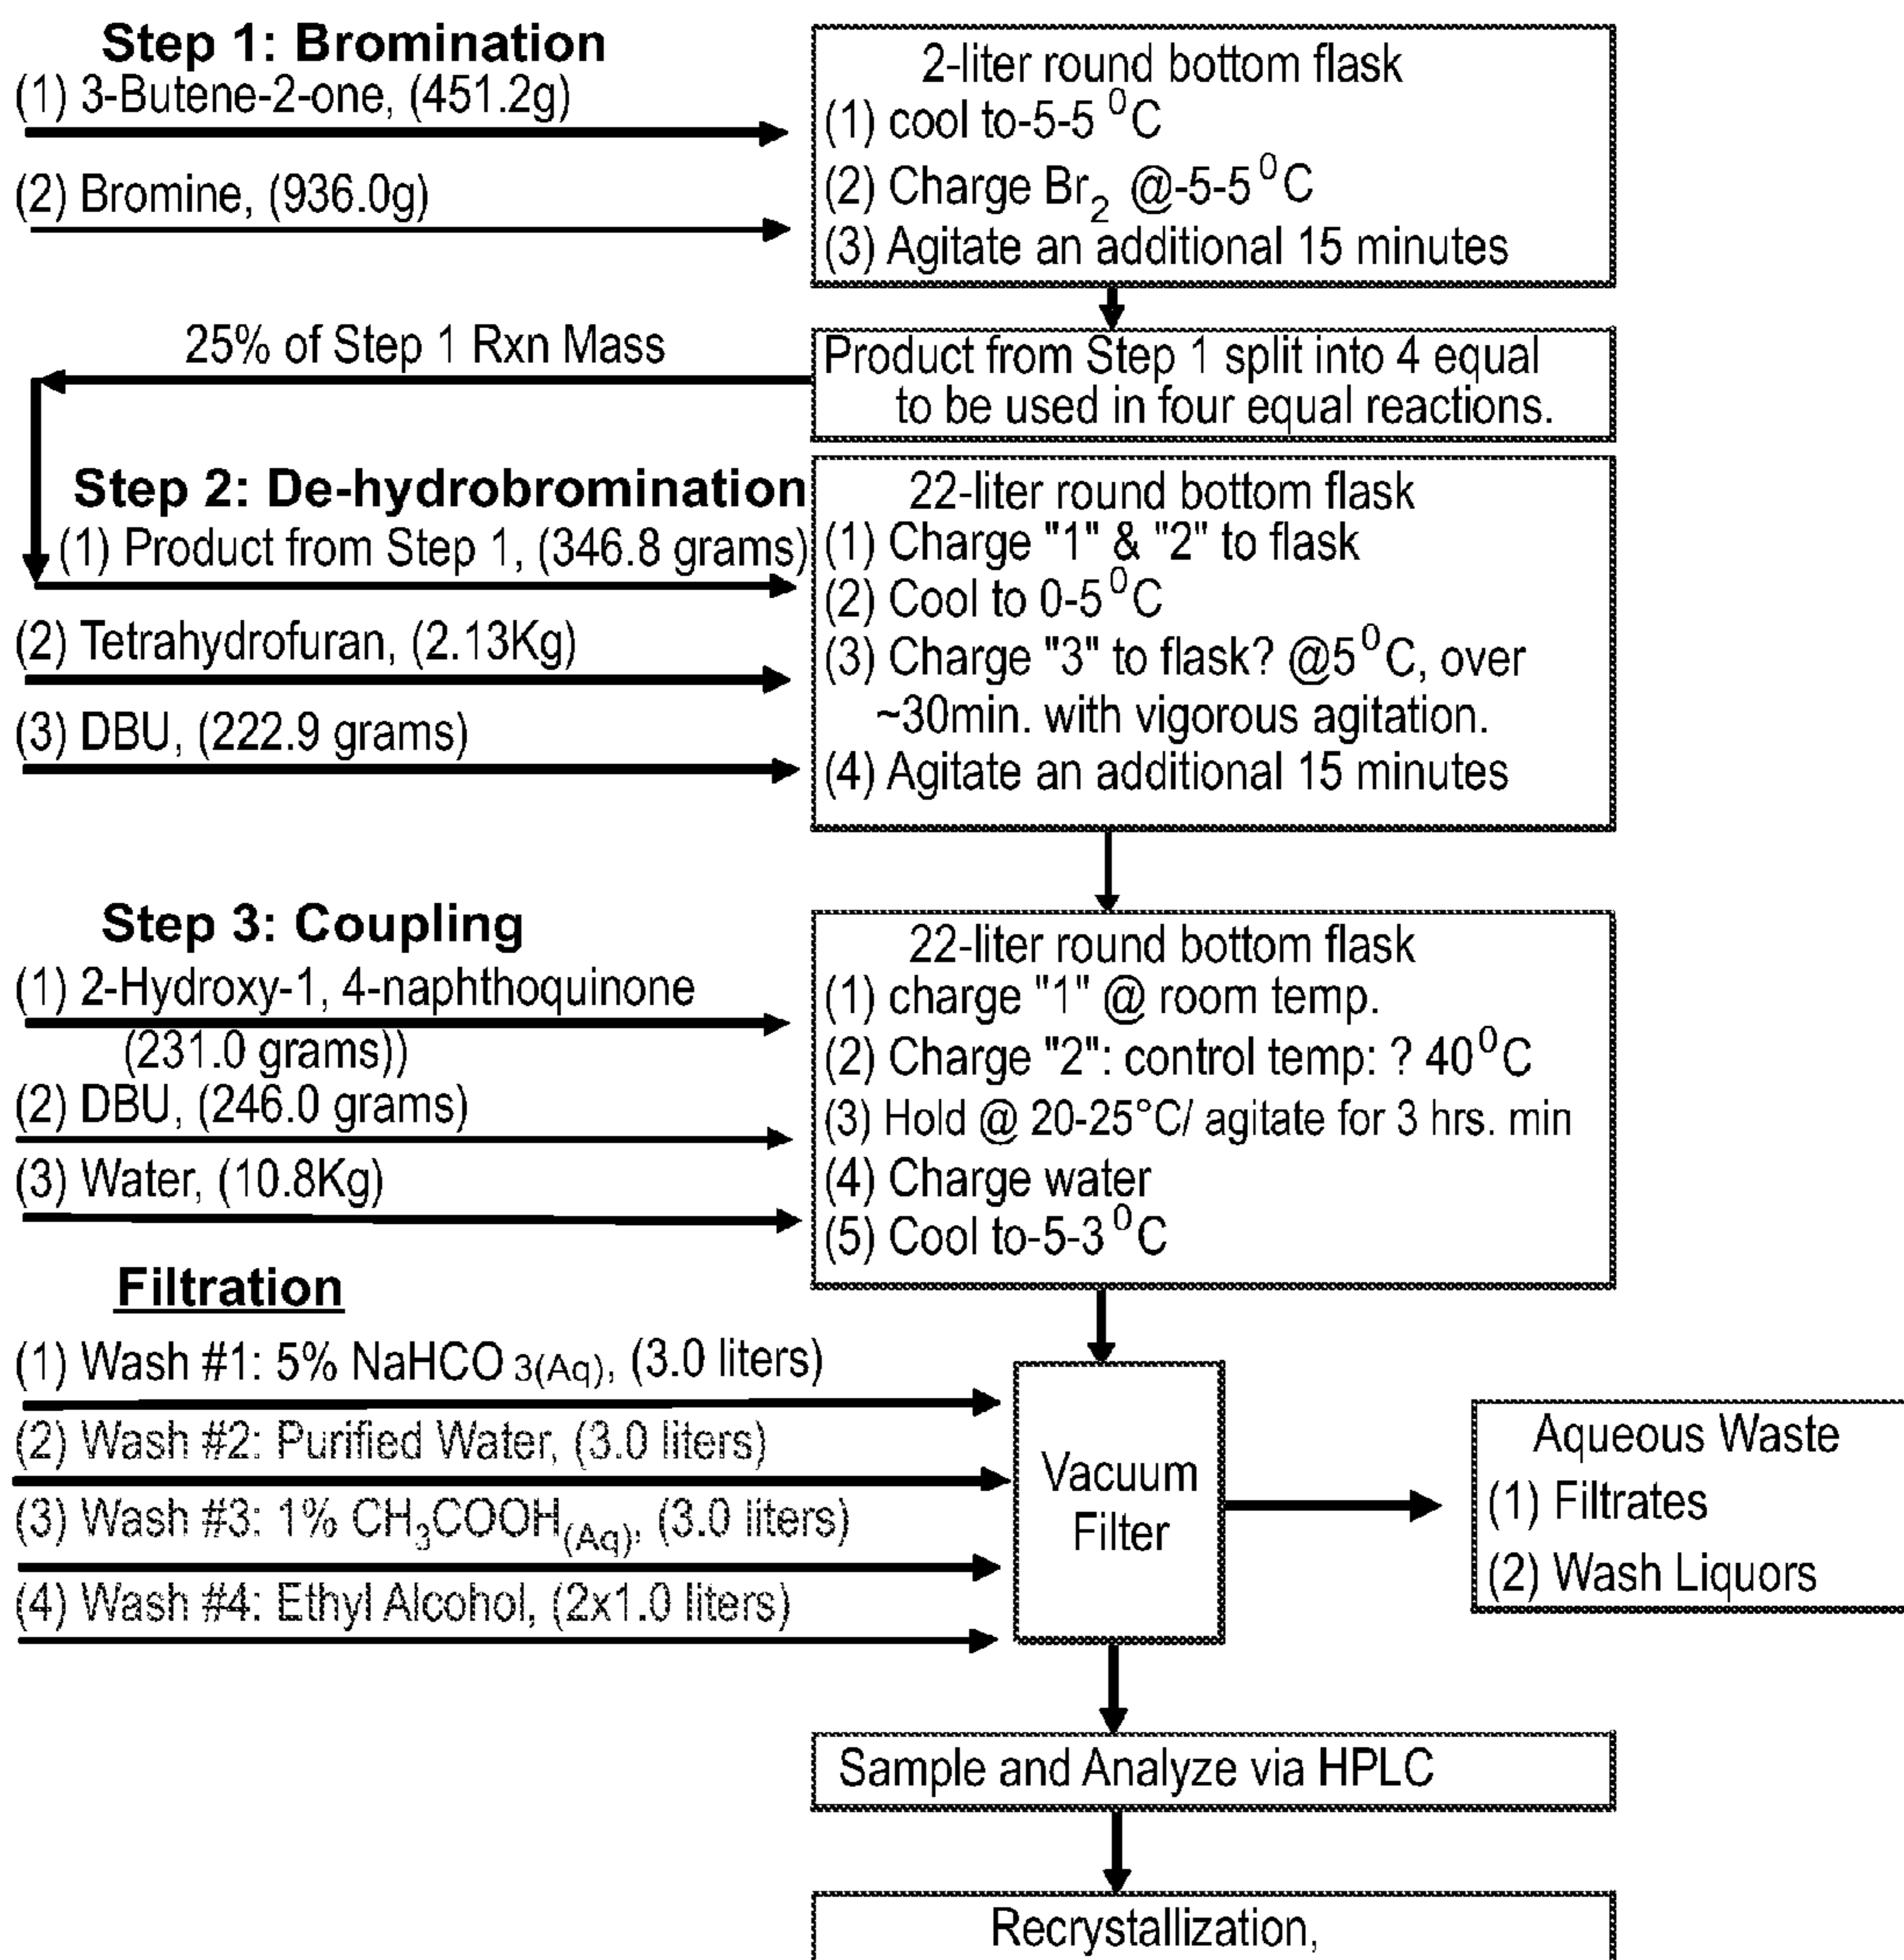 Step 1: Bromination
(1) 3-Butene-2-one, (451.2g)
(2) Bromine, (936.0g)
2-liter round bottom flask
(1) cool to-5-5 ⁰C
(2) Charge Br₂ @-5-5⁰C
(3) Agitate an additional 15 minutes
25% of Step 1 Rxn Mass
Product from Step 1 split into 4 equal
to be used in four equal reactions.
Step 2: De-hydrobromination
(1) Product from Step 1, (346.8 grams)
(2) Tetrahydrofuran, (2.13Kg)
(3) DBU, (222.9 grams)
22-liter round bottom flask
(1) Charge "1" & "2" to flask
(2) Cool to 0-5⁰C
(3) Charge "3" to flask? @5⁰C, over
~30min. with vigorous agitation.
(4) Agitate an additional 15 minutes
Step 3: Coupling
(1) 2-Hydroxy-1, 4-naphthoquinone
(231.0 grams))
(2) DBU, (246.0 grams)
(3) Water, (10.8Kg)
22-liter round bottom flask
(1) charge "1" @ room temp.
(2) Charge "2": control temp: ? 40⁰C
(3) Hold @ 20-25°C/ agitate for 3 hrs. min
(4) Charge water
(5) Cool to-5-3⁰C
Filtration
(1) Wash #1: 5% NaHCO 3(Aq), (3.0 liters)
(2) Wash #2: Purified Water, (3.0 liters)
(3) Wash #3: 1% CH₃COOH(Aq), (3.0 liters)
(4) Wash #4: Ethyl Alcohol, (2x1.0 liters)
Vacuum
Filter
Aqueous Waste
(1) Filtrates
(2) Wash Liquors
Sample and Analyze via HPLC
Recrystallization,